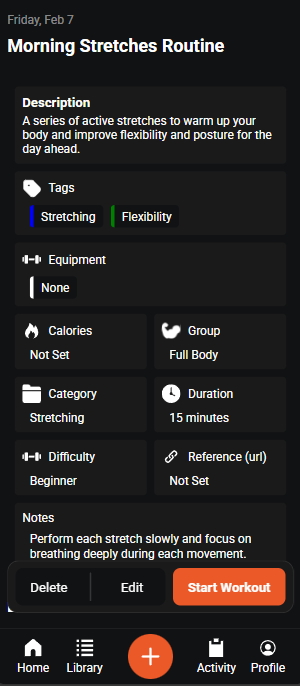 Friday, Feb 7
Morning Stretches Routine
Description
A series of active stretches to warm up your
body and improve flexibility and posture for the
day ahead.
Tags
Stretching
Flexibility
Equipment
None
Calories
Not Set
Group
Full Body
Category
Stretching
Duration
15 minutes
Difficulty
Beginner
Reference (url)
Not Set
Notes
Perform each stretch slowly and focus on
breathing deeply during each movement.
Delete
Edit
Start Workout
Home
Library
Activity
Profile